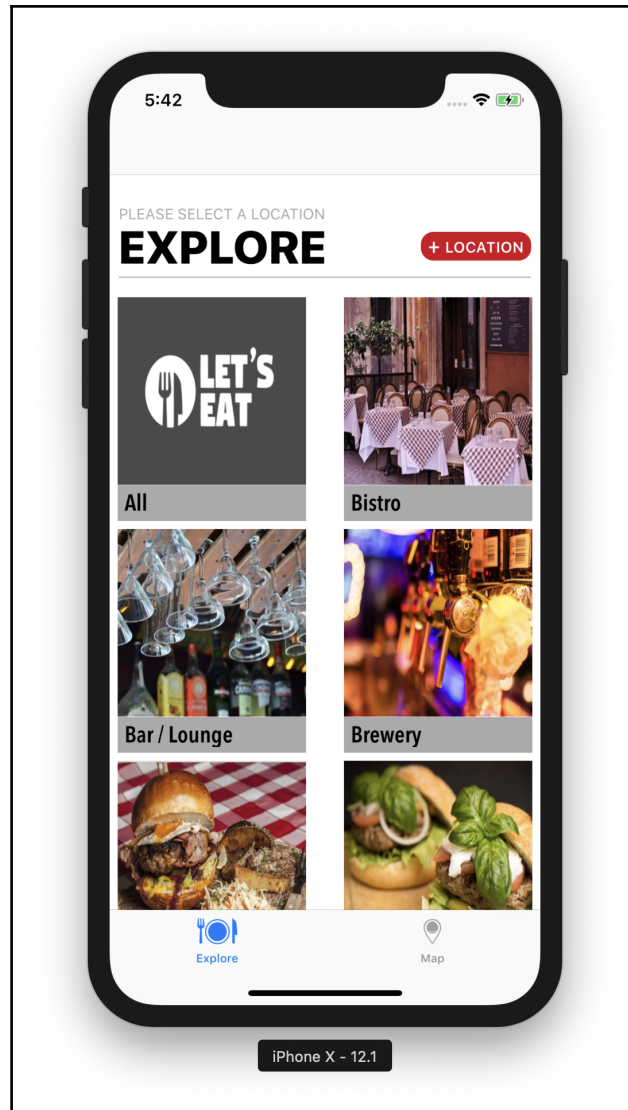 5:42
PLEASE SELECT A LOCATION
EXPLORE
+ LOCATION
LET'S
EAT
All
Bistro
Bar / Lounge
Brewery
Explore
Map
iPhone X - 12.1